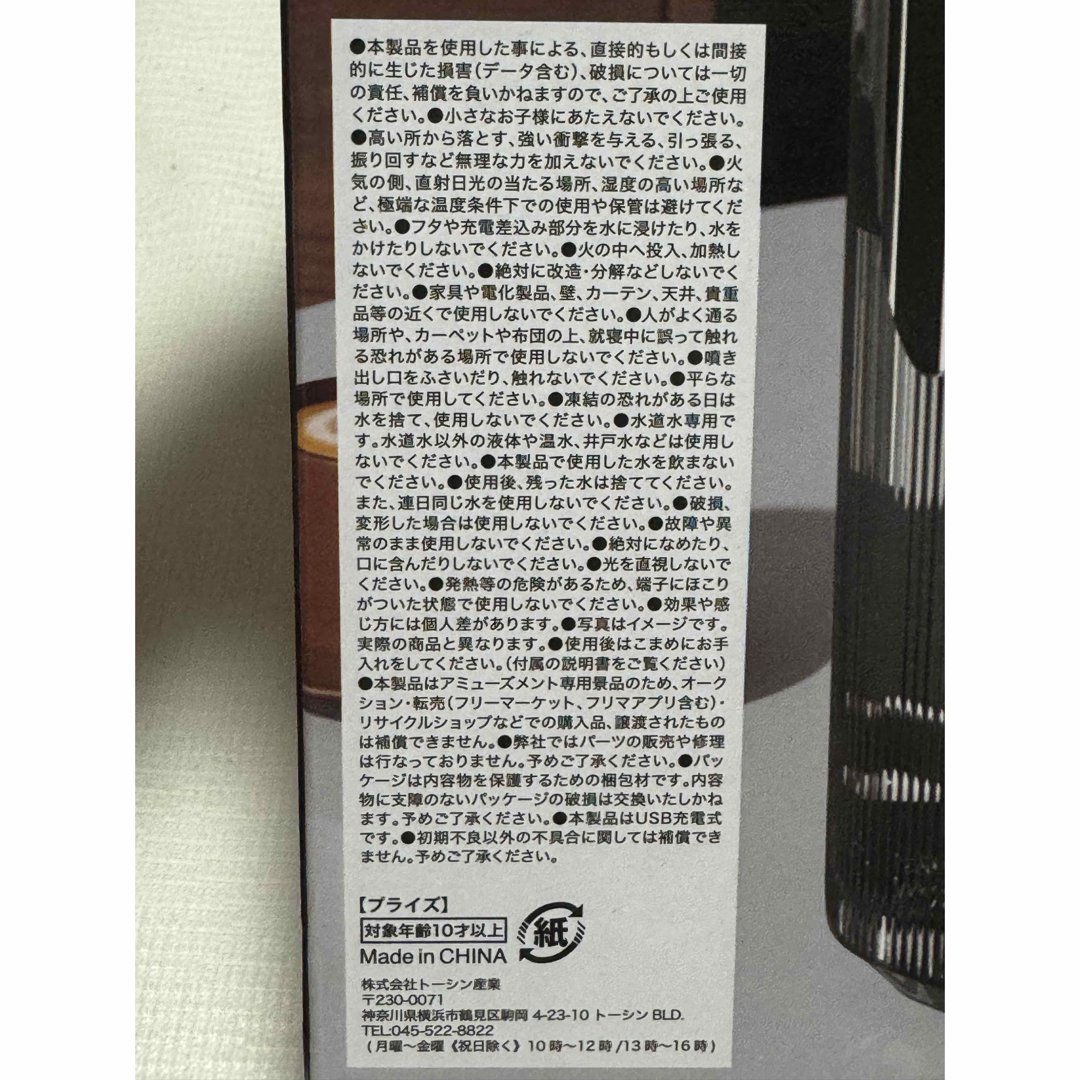 ●本製品を使用した事による、直接的もしくは間接
的に生じた損害（データ含む）、破損については一切
の責任、補償を負いかねますので、ご了承の上ご使用
ください。●小さなお子様にあたえないでください。
●高い所から落とす、強い衝撃を与える、引っ張る、
振り回すなど無理な力を加えないでください。●火
気の側、直射日光の当たる場所、湿度の高い場所な
ど、極端な温度条件下での使用や保管は避けてくだ
さい。●フタや充電差込み部分を水に浸けたり、水を
かけたりしないでください。●火の中へ投入、加熱し
ないでください。●絶対に改造・分解などしないでく
ださい。●家具や電化製品、壁、カーテン、天井、貴重
品等の近くで使用しないでください。●人がよく通る
場所や、カーペットや布団の上、就寝中に誤って触れ
る恐れがある場所で使用しないでください。●噴き
出し口をふさいだり、触れないでください。●平らな
場所で使用してください。●凍結の恐れがある日は
水を捨て、使用しないでください。●水道水専用で
す。水道水以外の液体や温水、井戸水などは使用し
ないでください。●本製品で使用した水を飲まない
でください。●使用後、残った水は捨ててください。
また、連日同じ水を使用しないでください。●破損、
変形した場合は使用しないでください。●故障や異
常のまま使用しないでください。●絶対になめたり、
口に含んだりしないでください。●光を直視しないで
ください。●発熱等の危険があるため、端子にほこり
がついた状態で使用しないでください。●効果や感
じ方には個人差があります。●写真はイメージです。
実際の商品と異なります。●使用後はこまめにお手
入れをしてください。（付属の説明書をご覧ください）
●本製品はアミューズメント専用景品のため、オーク
ション・転売（フリーマーケット、フリマアプリ含む）・
リサイクルショップなどでの購入品、譲渡されたもの
は補償できません。●弊社ではパーツの販売や修理
は行なっておりません。予めご了承ください。●パッ
ケージは内容物を保護するための梱包材です。内容
物に支障のないパッケージの破損は交換いたしかね
ます。予めご了承ください。●本製品はUSB充電式
です。●初期不良以外の不具合に関しては補償でき
ません。予めご了承ください。
【プライズ】
対象年齢10才以上
紙
Made in CHINA
株式会社トーシン産業
〒230-0071
神奈川県横浜市鶴見区駒岡 4-23-10 トーシン BLD.
TEL:045-522-8822
(月曜～金曜《祝日除く》10時～12時/13時～16時)